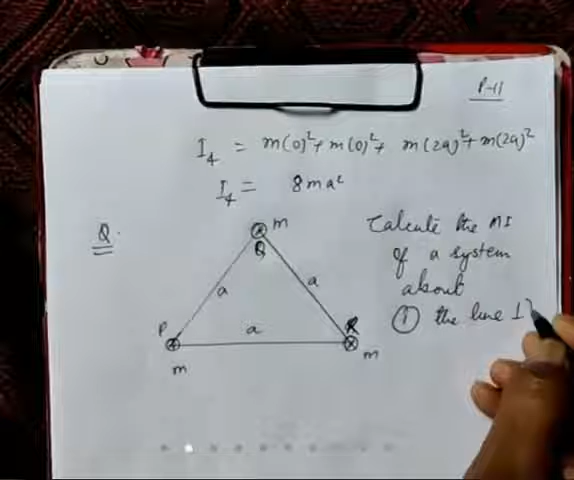 P-11
I₄ = m(0)²+m(0)²+ m(2a)²+m(2a)²
I₄ = 8ma²
Q.
m
Q
a
a
P
a
R
m
m
Calculate the MI
of a system
about
① the line